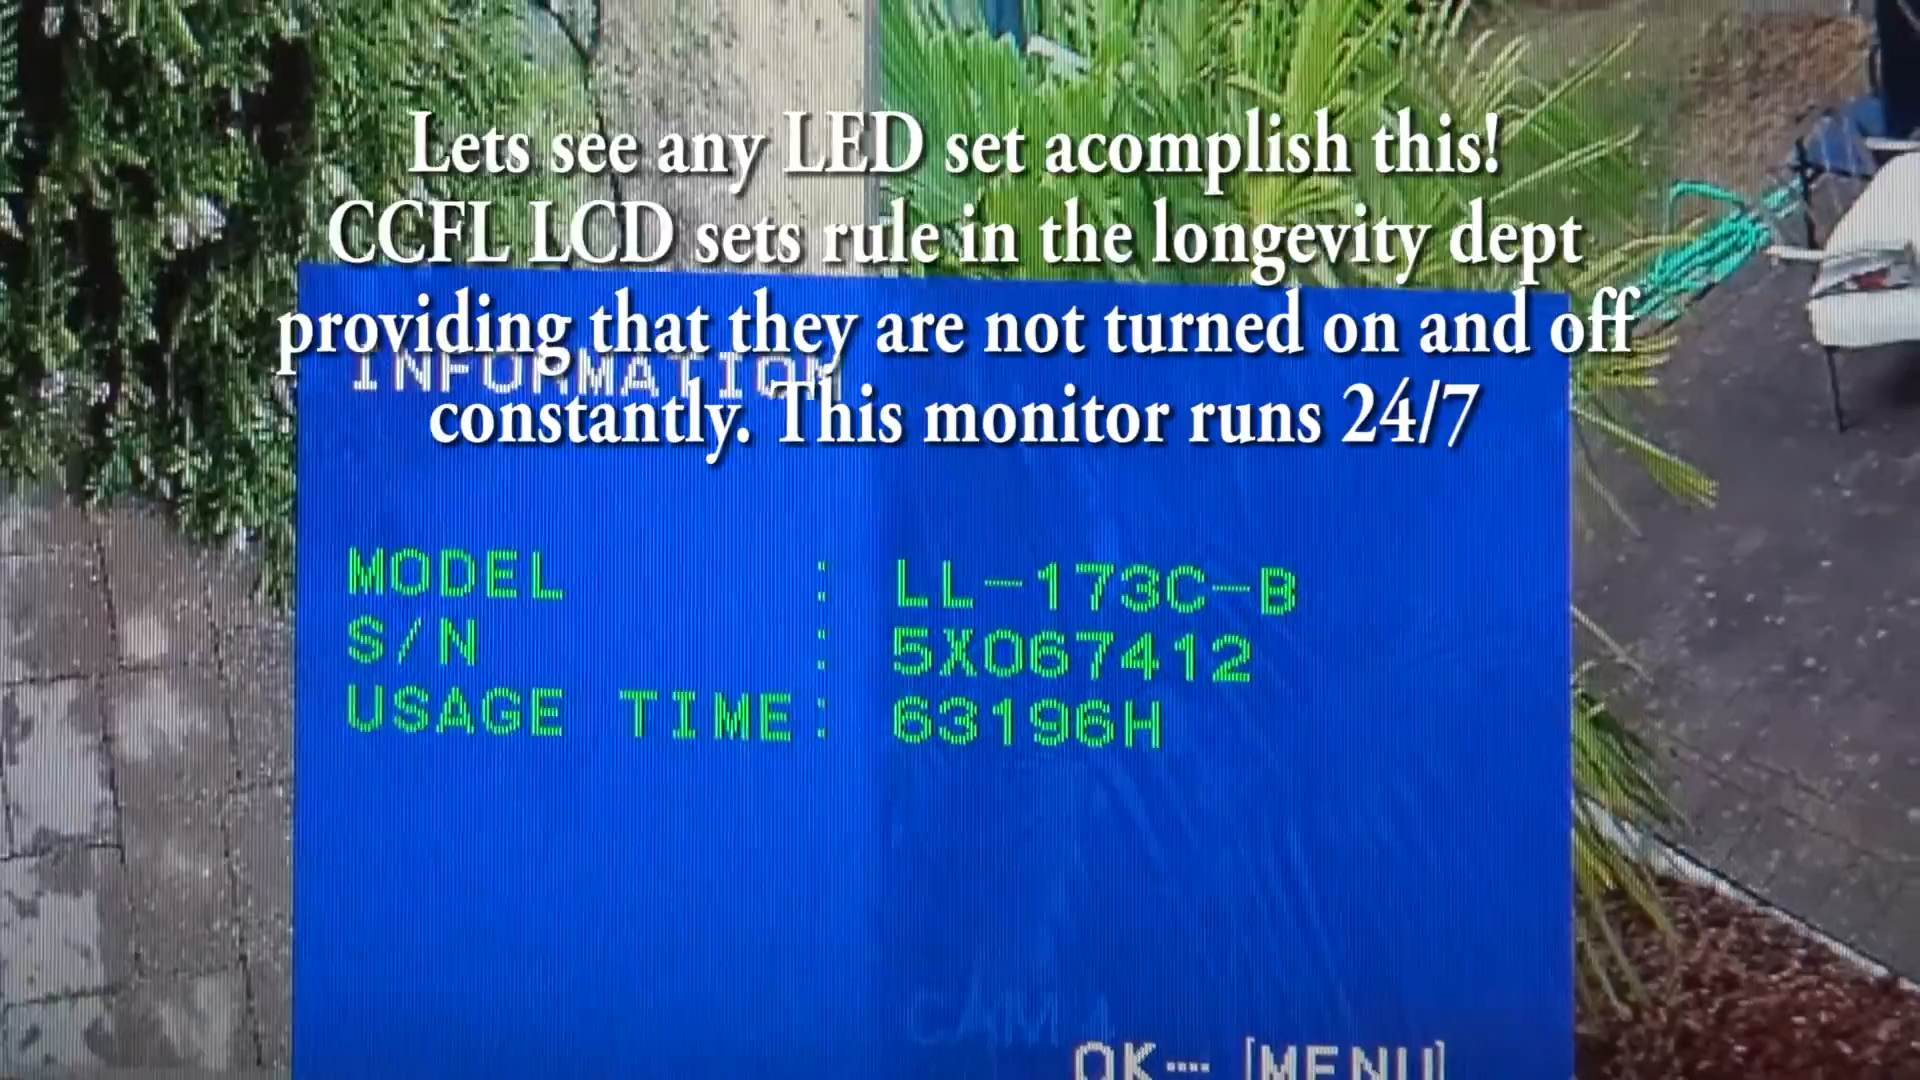 Lets see any LED set acomplish this!
CCFL LCD sets rule in the longevity dept
providing that they are not turned on and off
INFORMATION
constantly. This monitor runs 24/7
MODEL : LL-173C-B
S/N : 5X067412
USAGE TIME: 63196H
CAM 4
OK···· [MENU]